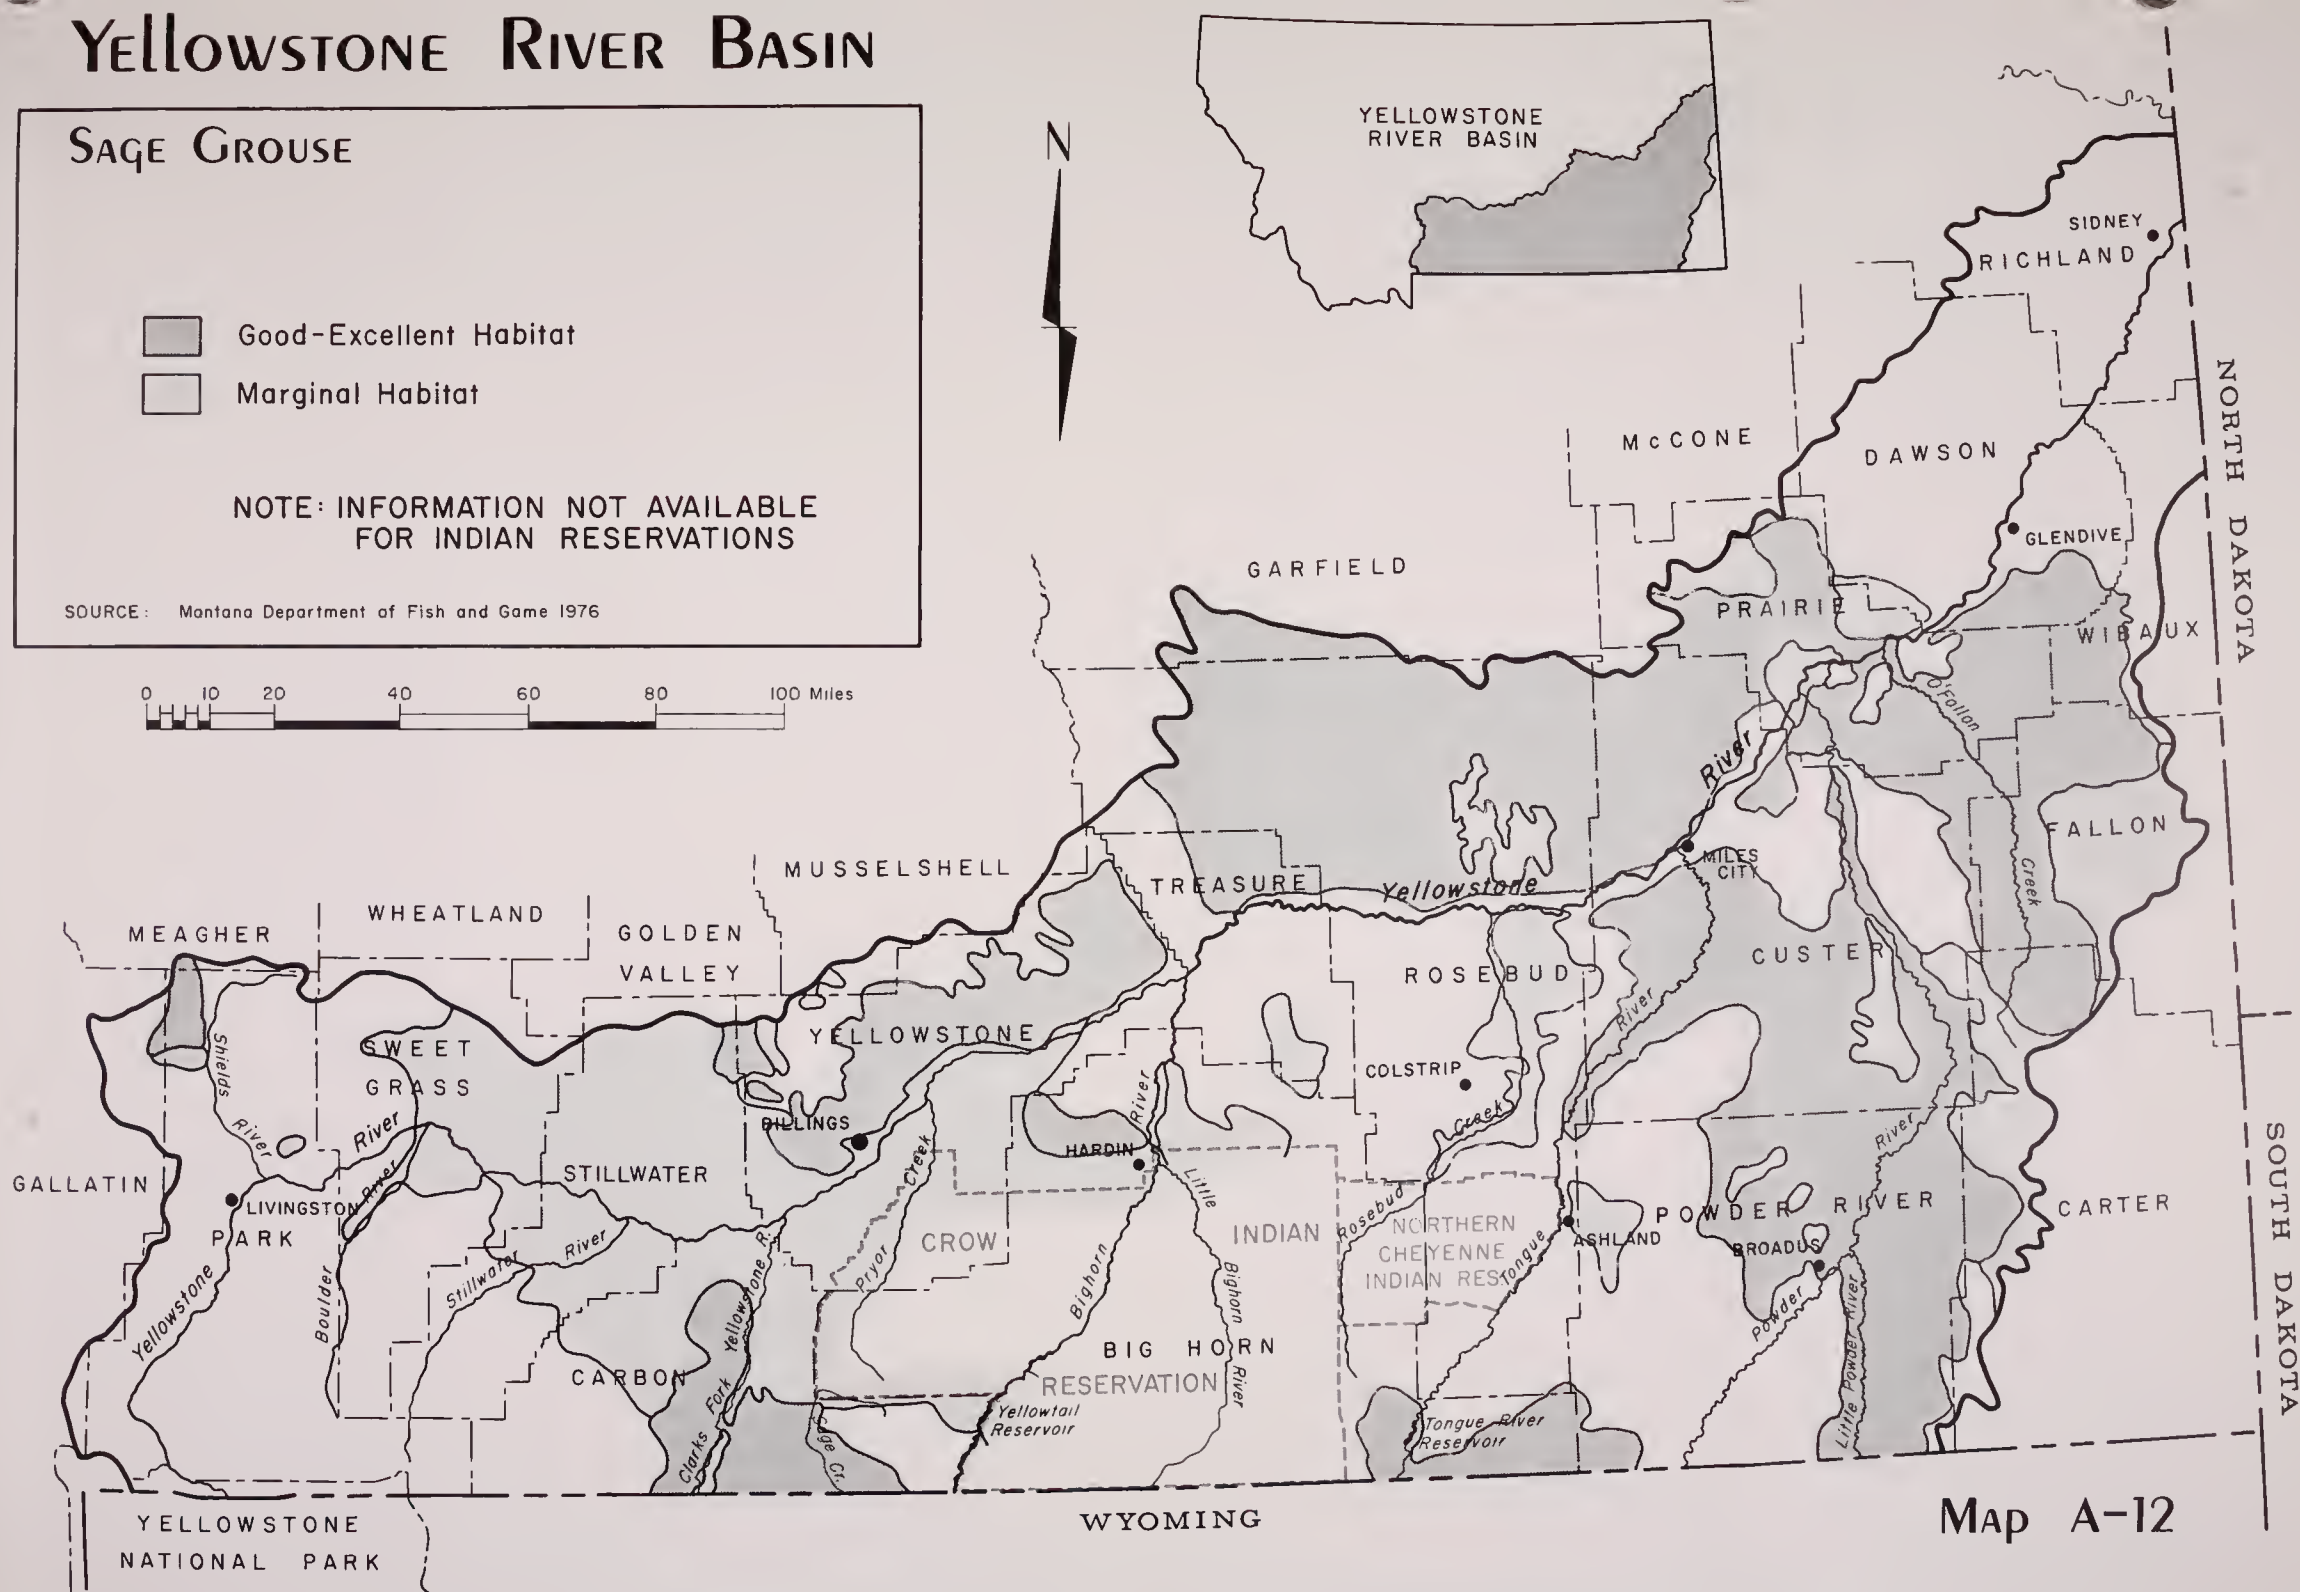 YELLOWSTONE RIVER BASIN
SAGE GROUSE
Good-Excellent Habitat
Marginal Habitat
NOTE: INFORMATION NOT AVAILABLE
FOR INDIAN RESERVATIONS
SOURCE: Montana Department of Fish and Game 1976
0 10 20 40 60 80 100 Miles
N
YELLOWSTONE
RIVER BASIN
SIDNEY
RICHLAND
NORTH DAKOTA
McCONE
DAWSON
GLENDIVE
GARFIELD
PRAIRIE
WIBAUX
O'Fallon
Creek
River
FALLON
MILES
CITY
MUSSELSHELL
TREASURE
Yellowstone
MEAGHER
WHEATLAND
GOLDEN
VALLEY
ROSEBUD
CUSTER
River
YELLOWSTONE
SWEET
GRASS
Shields
River
River
COLSTRIP
River
BILLINGS
Creek
HARDIN
Creek
River
GALLATIN
STILLWATER
LIVINGSTON
River
PARK
Little
Bighorn
River
Rosebud
NORTHERN
CHEYENNE
INDIAN RES.
Tongue
ASHLAND
POWDER RIVER
BROADUS
CARTER
SOUTH DAKOTA
CROW
INDIAN
Pryor
Stillwater
River
Yellowstone
Boulder
Bighorn
Powder
Little Powder River
CARBON
Clarks Fork Yellowstone R.
BIG HORN
RESERVATION
Yellowtail
Reservoir
Sage Cr.
Tongue River
Reservoir
WYOMING
YELLOWSTONE
NATIONAL PARK
MAP A-12